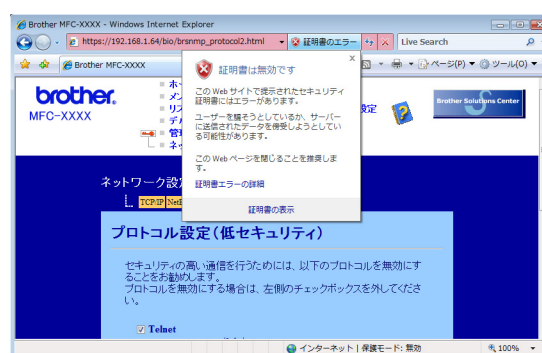 Brother MFC-XXXX - Windows Internet Explorer
https://192.168.1.64/bio/brsnmp_protocol2.html
証明書のエラー
Live Search
Brother MFC-XXXX
ページ(P)
ツール(O)
brother.
MFC-XXXX
設定
Brother Solutions Center
証明書は無効です
この Web サイトで提示されたセキュリティ
証明書にはエラーがあります。
ユーザーを騙そうとしているか、サーバー
に送信されたデータを傍受しようとしてい
る可能性があります。
この Web ページを閉じることを推奨しま
す。
証明書エラーの詳細
証明書の表示
ネットワーク設
TCP/IP
プロトコル設定(低セキュリティ)
セキュリティの高い通信を行うためには、以下のプロトコルを無効にす
ることをお勧めします。
プロトコルを無効にする場合は、左側のチェックボックスを外してくださ
い。
Telnet
インターネット | 保護モード: 無効
100%